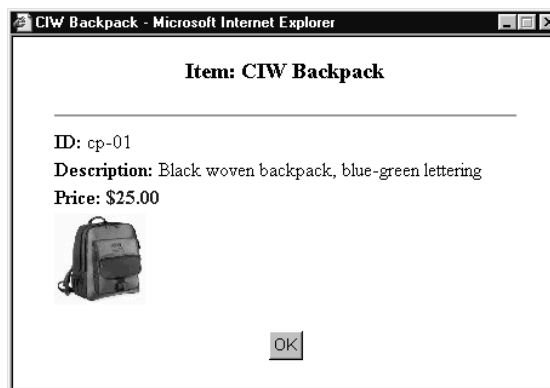 CIW Backpack - Microsoft Internet Explorer
Item: CIW Backpack
ID: cp-01
Description: Black woven backpack, blue-green lettering
Price: $25.00
OK